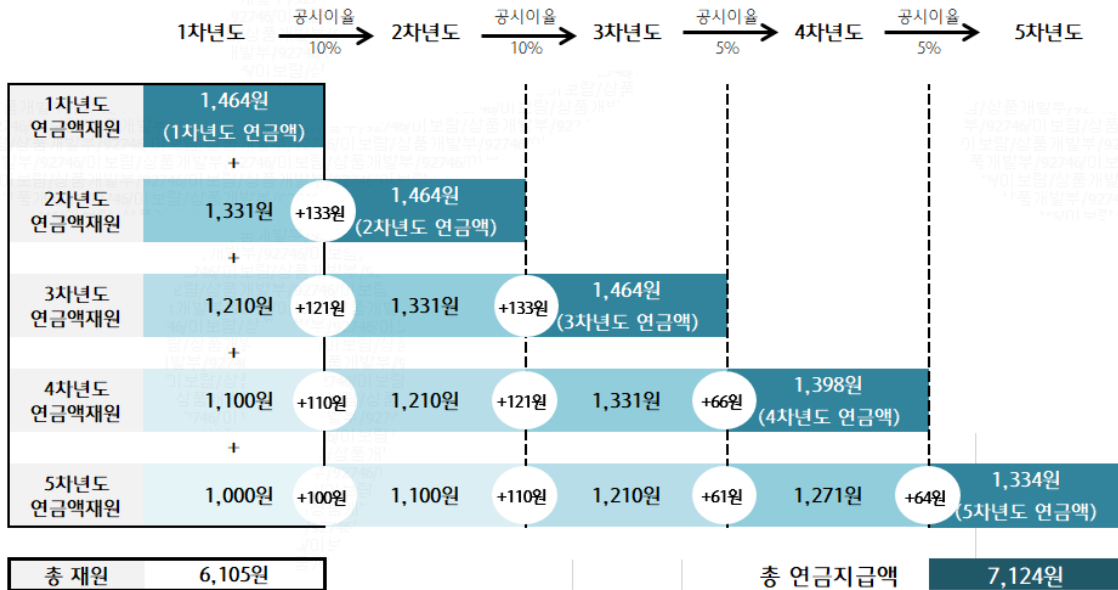 1차년도 공시이율 10% 2차년도 공시이율 10% 3차년도 공시이율 5% 4차년도 공시이율 5% 5차년도
1차년도
연금액재원
1,464원
(1차년도 연금액)
+
2차년도
연금액재원
1,331원 +133원 1,464원
(2차년도 연금액)
+
3차년도
연금액재원
1,210원 +121원 1,331원 +133원 1,464원
(3차년도 연금액)
+
4차년도
연금액재원
1,100원 +110원 1,210원 +121원 1,331원 +66원 1,398원
(4차년도 연금액)
+
5차년도
연금액재원
1,000원 +100원 1,100원 +110원 1,210원 +61원 1,271원 +64원 1,334원
(5차년도 연금액)
총 재원 6,105원 총 연금지급액 7,124원